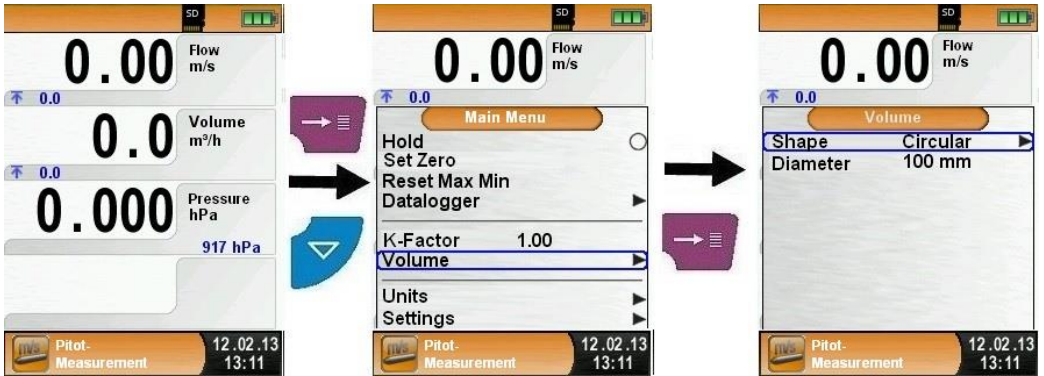 SD
0.00 Flow m/s
0.0
0.0 Volume m³/h
0.0
0.000 Pressure hPa
917 hPa
m/s Pitot- 12.02.13
Measurement 13:11
SD
0.00 Flow m/s
0.0
Main Menu
Hold
Set Zero
Reset Max Min
Datalogger
K-Factor 1.00
Volume
Units
Settings
m/s Pitot- 12.02.13
Measurement 13:11
SD
0.00 Flow m/s
0.0
Volume
Shape Circular
Diameter 100 mm
m/s Pitot- 12.02.13
Measurement 13:11